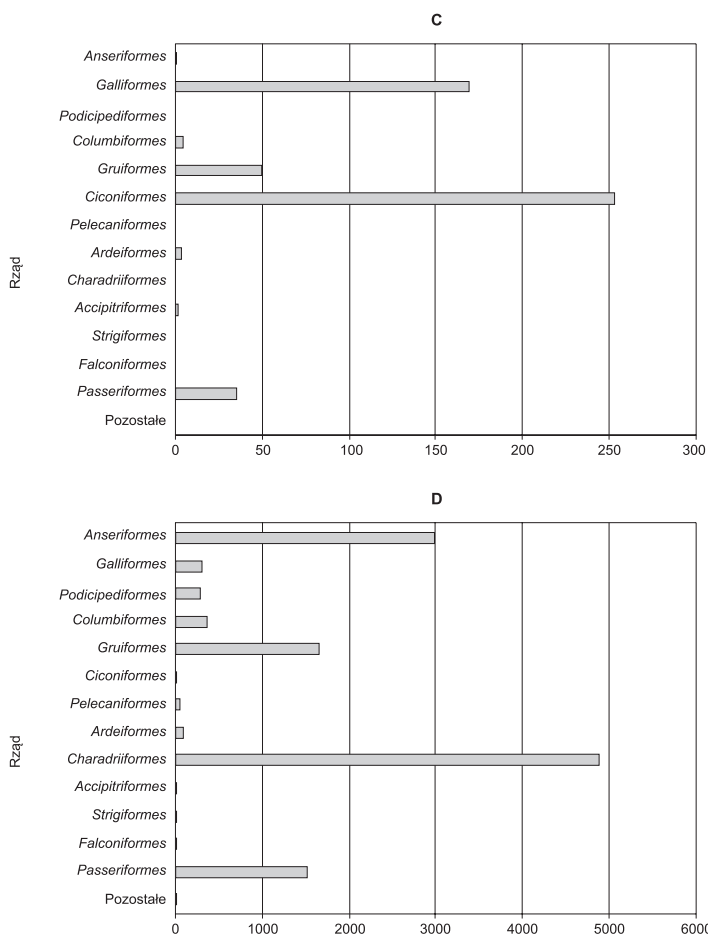 C
Anseriformes
Galliformes
Podicipediformes
Columbiformes
Gruiformes
Ciconiformes
Pelecaniformes
Ardeiformes
Rząd
Charadriiformes
Accipitriformes
Strigiformes
Falconiformes
Passeriformes
Pozostałe
0 50 100 150 200 250 300
D
Anseriformes
Galliformes
Podicipediformes
Columbiformes
Gruiformes
Ciconiformes
Pelecaniformes
Ardeiformes
Rząd
Charadriiformes
Accipitriformes
Strigiformes
Falconiformes
Passeriformes
Pozostałe
0 1000 2000 3000 4000 5000 6000